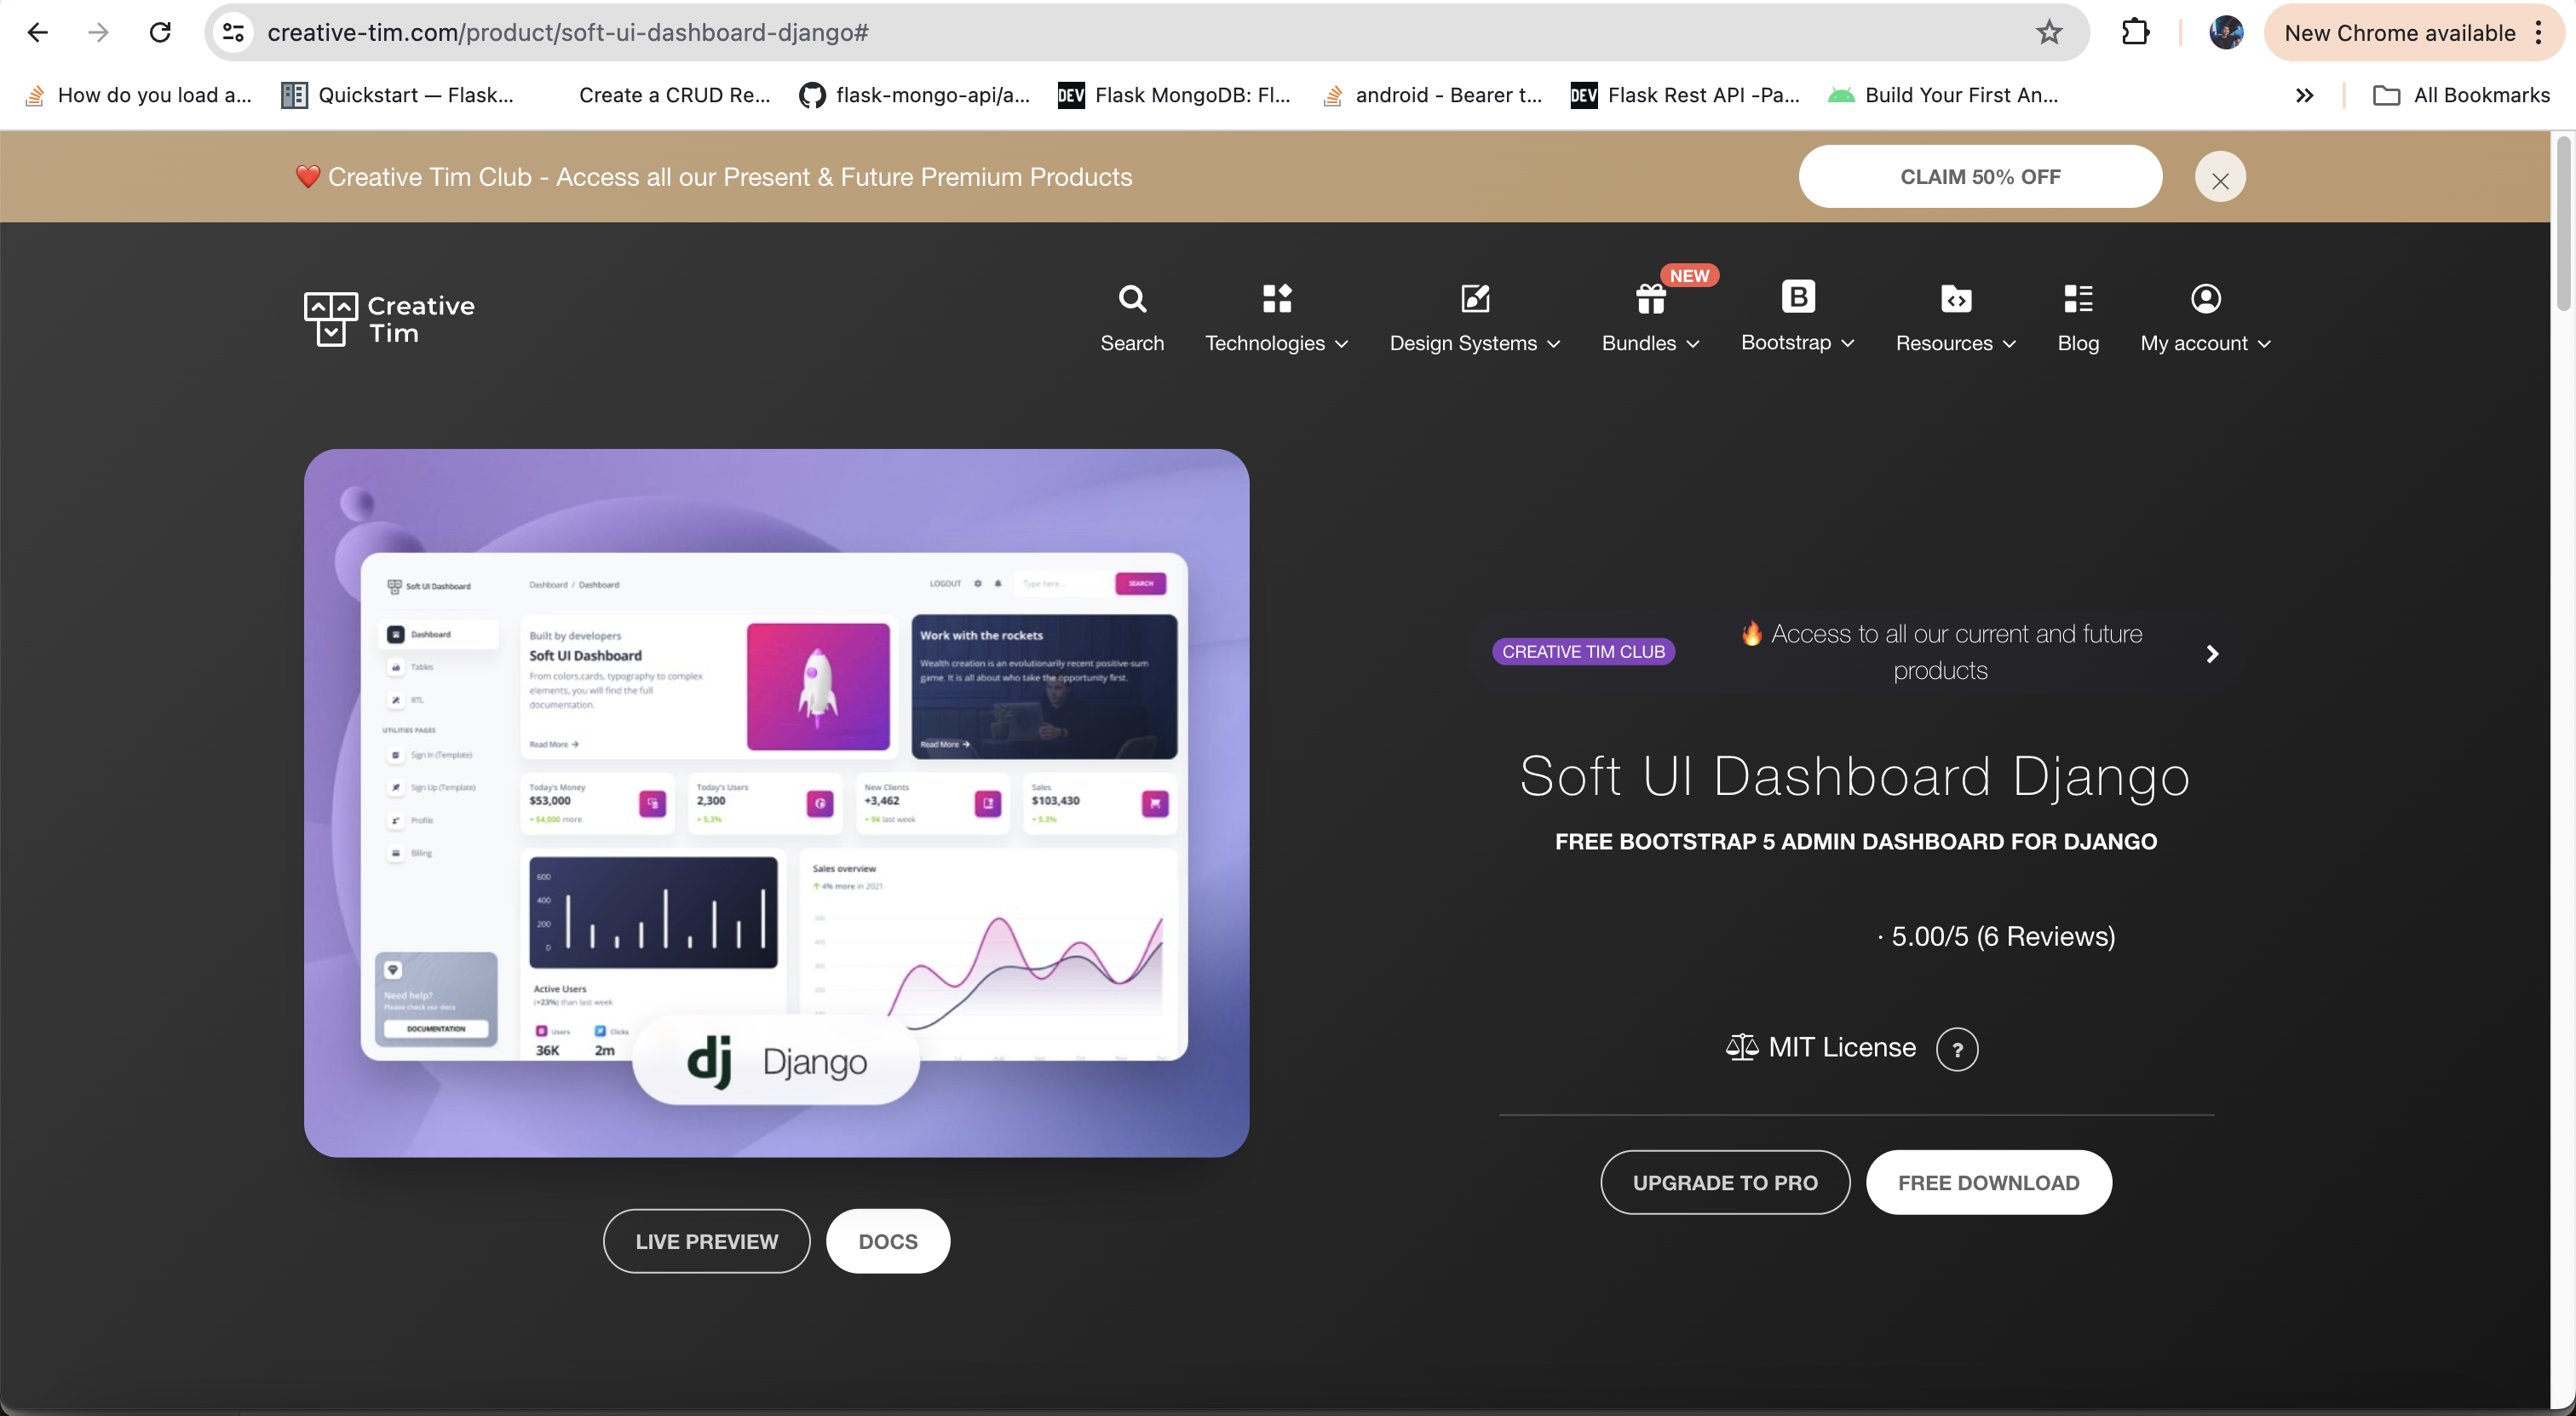 creative-tim.com/product/soft-ui-dashboard-django#
New Chrome available
How do you load a...
Quickstart — Flask...
Create a CRUD Re...
flask-mongo-api/a...
DEV
Flask MongoDB: Fl...
android - Bearer t...
DEV
Flask Rest API -Pa...
Build Your First An...
All Bookmarks
❤️ Creative Tim Club - Access all our Present & Future Premium Products
CLAIM 50% OFF
Creative
Tim
NEW
B
Search
Technologies
Design Systems
Bundles
Bootstrap
Resources
Blog
My account
Soft UI Dashboard
Dashboard / Dashboard
LOGOUT
Type here...
SEARCH
Dashboard
Tables
RTL
UTILITIES PAGES
Sign In (Template)
Sign Up (Template)
Profile
Billing
Need help?
Please check our docs
DOCUMENTATION
Built by developers
Soft UI Dashboard
From colors,cards, typography to complex
elements, you will find the full
documentation.
Read More →
Work with the rockets
Wealth creation is an evolutionarily recent positive-sum
game. It is all about who take the opportunity first.
Read More →
Today's Money
$53,000
+ $4,000 more
Today's Users
2,300
+ 5,3%
New Clients
+3,462
+ 94 last week
Sales
$103,430
+ 5.3%
600
400
200
0
Active Users
(+23%) than last week
Users
Clicks
36K
2m
Sales overview
4% more in 2021
500
400
300
200
dj Django
LIVE PREVIEW
DOCS
CREATIVE TIM CLUB
🔥 Access to all our current and future
products
Soft UI Dashboard Django
FREE BOOTSTRAP 5 ADMIN DASHBOARD FOR DJANGO
· 5.00/5 (6 Reviews)
MIT License ?
UPGRADE TO PRO
FREE DOWNLOAD